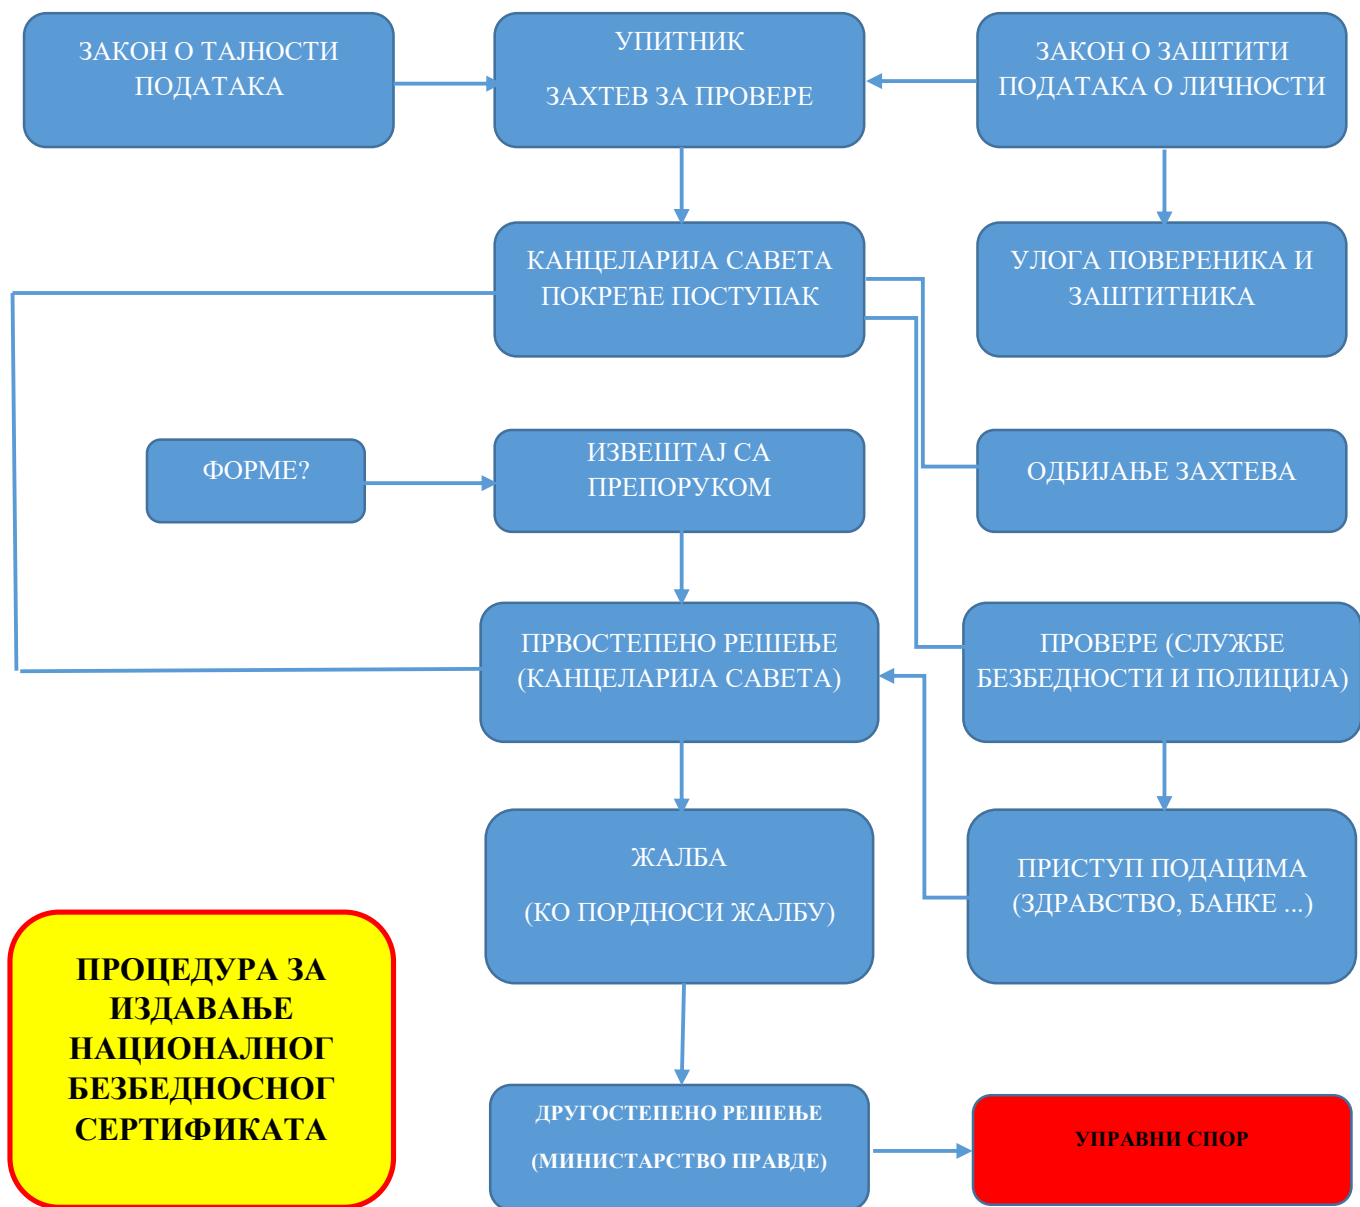 ЗАКОН О ТАЈНОСТИ
ПОДАТАКА
УПИТНИК
ЗАХТЕВ ЗА ПРОВЕРЕ
ЗАКОН О ЗАШТИТИ
ПОДАТАКА О ЛИЧНОСТИ
КАНЦЕЛАРИЈА САВЕТА
ПОКРЕЋЕ ПОСТУПАК
УЛОГА ПОВЕРЕНИКА И
ЗАШТИТНИКА
ФОРМЕ?
ИЗВЕШТАЈ СА
ПРЕПОРУКОМ
ОДБИЈАЊЕ ЗАХТЕВА
ПРВОСТЕПЕНО РЕШЕЊЕ
(КАНЦЕЛАРИЈА САВЕТА)
ПРОВЕРЕ (СЛУЖБЕ
БЕЗБЕДНОСТИ И ПОЛИЦИЈА)
ЖАЛБА
(КО ПОРДНОСИ ЖАЛБУ)
ПРИСТУП ПОДАЦИМА
(ЗДРАВСТВО, БАНКЕ ...)
ПРОЦЕДУРА ЗА
ИЗДАВАЊЕ
НАЦИОНАЛНОГ
БЕЗБЕДНОСНОГ
СЕРТИФИКАТА
ДРУГОСТЕПЕНО РЕШЕЊЕ
(МИНИСТАРСТВО ПРАВДЕ)
УПРАВНИ СПОР